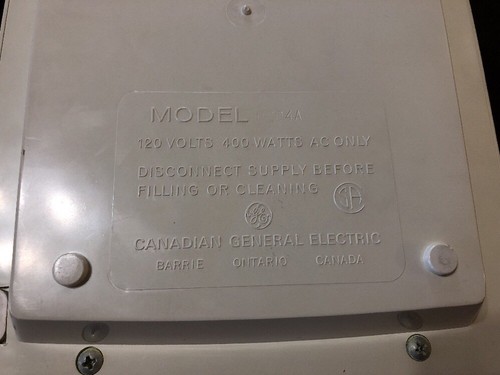 MODEL 4A
120 VOLTS 400 WATTS AC ONLY
DISCONNECT SUPPLY BEFORE
FILLING OR CLEANING
CANADIAN GENERAL ELECTRIC
BARRIE ONTARIO CANADA